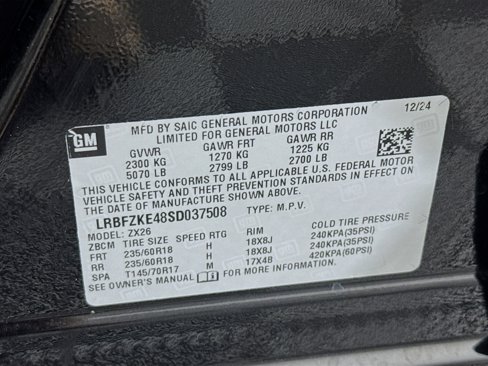 GM
MFD BY SAIC GENERAL MOTORS CORPORATION 12/24
LIMITED FOR GENERAL MOTORS LLC
GVWR GAWR FRT GAWR RR
2300 KG 1270 KG 1225 KG
5070 LB 2799 LB 2700 LB
THIS VEHICLE CONFORMS TO ALL APPLICABLE U.S. FEDERAL MOTOR
VEHICLE SAFETY AND THEFT PREVENTION STANDARDS IN EFFECT ON
THE DATE OF MANUFACTURE SHOWN ABOVE.
LRBFZKE48SD037508 TYPE: M.P.V.
MODEL: ZX26
ZBCM TIRE SIZE SPEED RTG RIM COLD TIRE PRESSURE
FRT 235/60R18 H 18X8J 240KPA(35PSI)
RR 235/60R18 H 18X8J 240KPA(35PSI)
SPA T145/70R17 M 17X4B 420KPA(60PSI)
SEE OWNER'S MANUAL FOR MORE INFORMATION